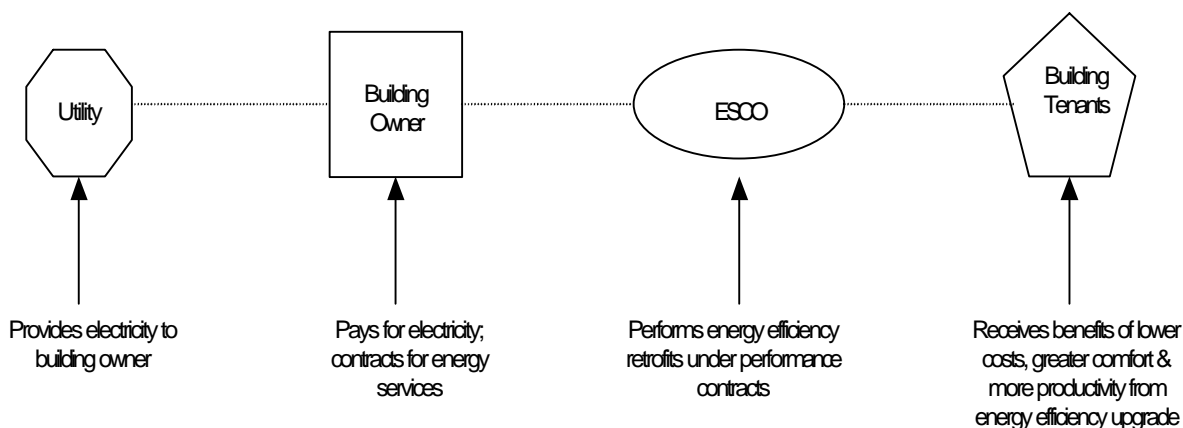 Utility
Building
Owner
ESCO
Building
Tenants
Provides electricity to
building owner
Pays for electricity;
contracts for energy
services
Performs energy efficiency
retrofits under performance
contracts
Receives benefits of lower
costs, greater comfort &
more productivity from
energy efficiency upgrade